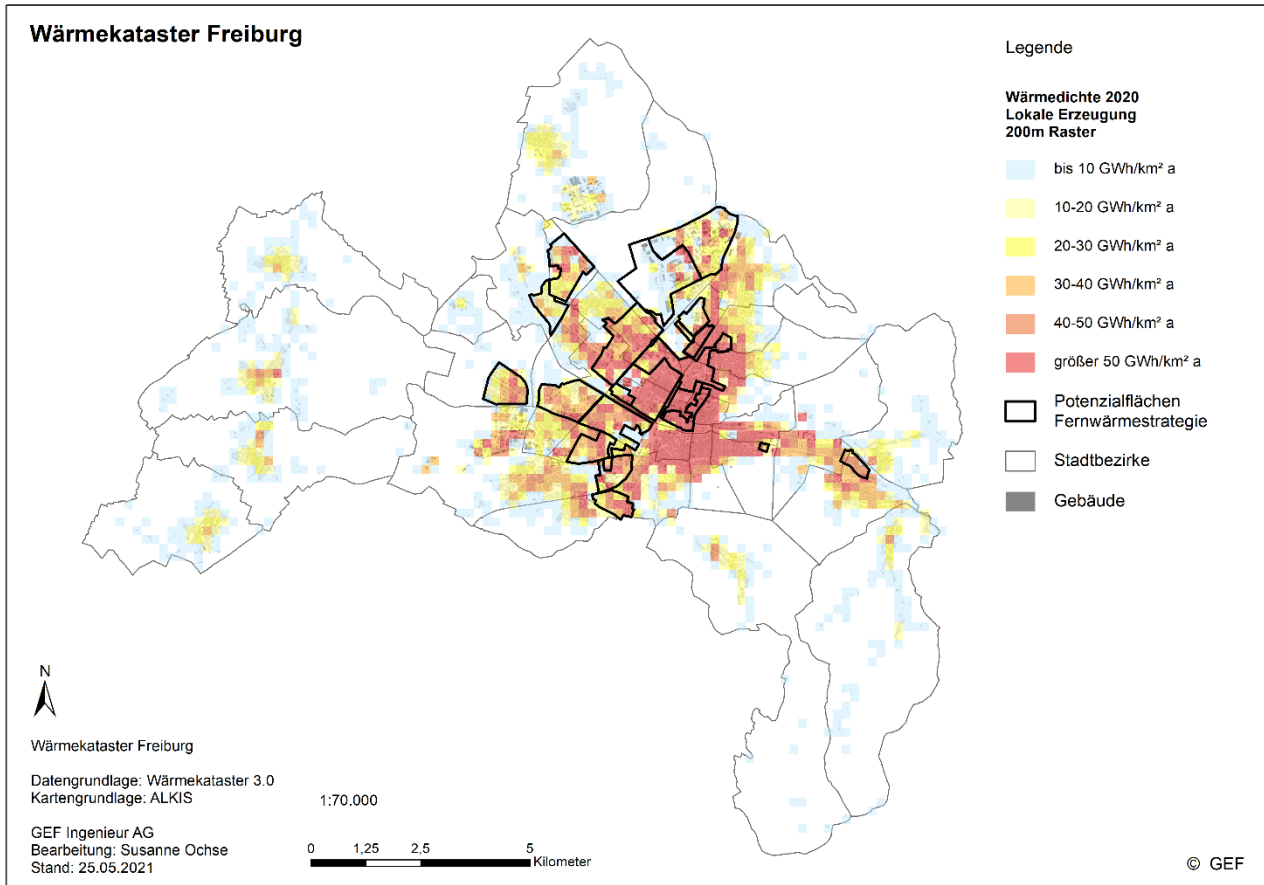 Wärmekataster Freiburg
Legende
Wärmedichte 2020
Lokale Erzeugung
200m Raster
bis 10 GWh/km² a
10-20 GWh/km² a
20-30 GWh/km² a
30-40 GWh/km² a
40-50 GWh/km² a
größer 50 GWh/km² a
Potenzialflächen
Fernwärmestrategie
Stadtbezirke
Gebäude
N
Wärmekataster Freiburg
Datengrundlage: Wärmekataster 3.0
Kartengrundlage: ALKIS
1:70.000
GEF Ingenieur AG
Bearbeitung: Susanne Ochse
Stand: 25.05.2021
0 1,25 2,5 5
Kilometer
© GEF